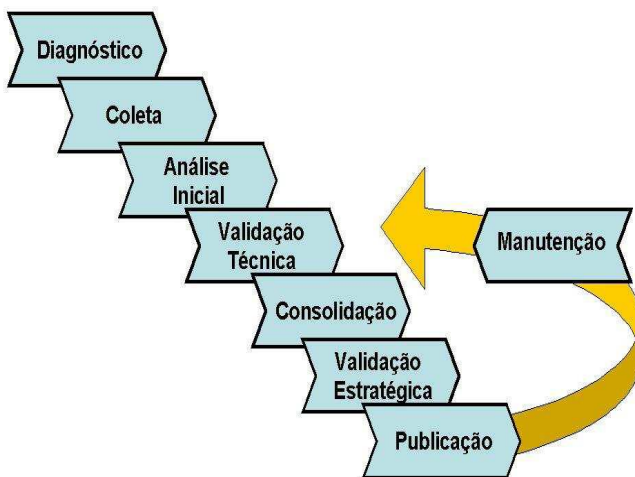 Diagnóstico
Coleta
Análise
Inicial
Validação
Técnica
Manutenção
Consolidação
Validação
Estratégica
Publicação